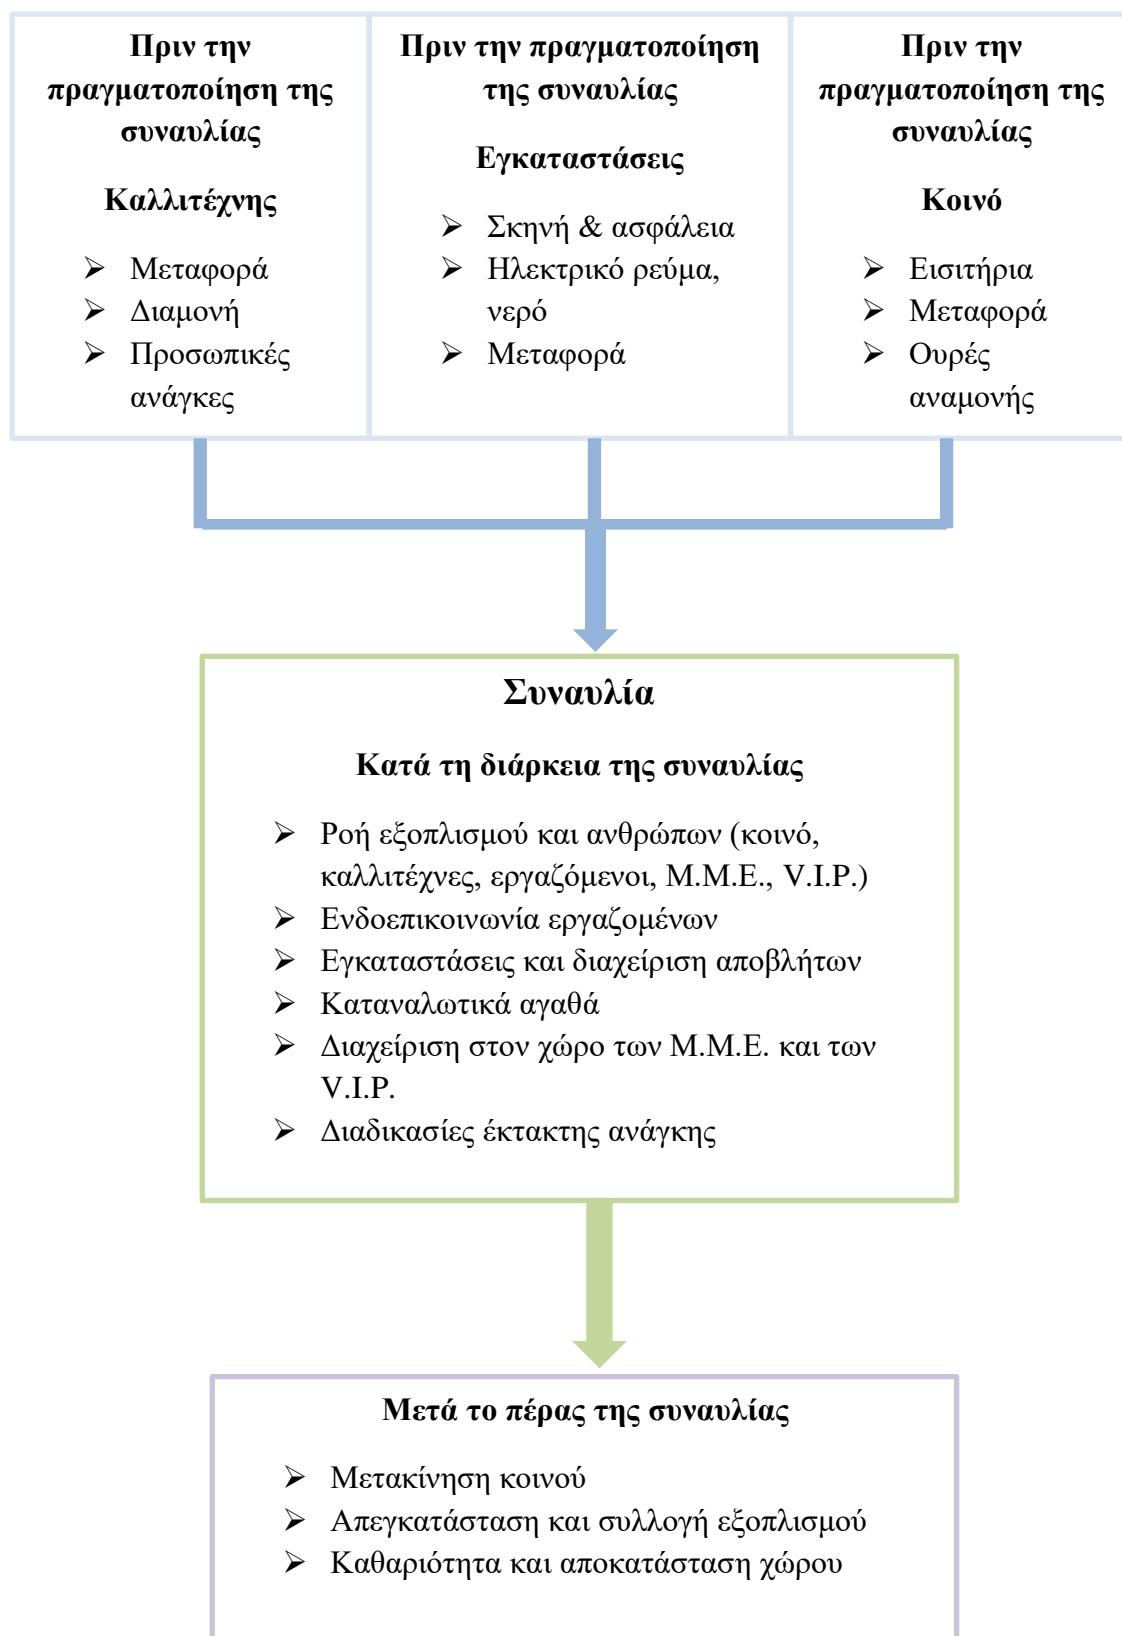 Πριν την
πραγματοποίηση της
συναυλίας
Καλλιτέχνης
➢ Μεταφορά
➢ Διαμονή
➢ Προσωπικές
ανάγκες
Πριν την πραγματοποίηση
της συναυλίας
Εγκαταστάσεις
➢ Σκηνή & ασφάλεια
➢ Ηλεκτρικό ρεύμα,
νερό
➢ Μεταφορά
Πριν την
πραγματοποίηση της
συναυλίας
Κοινό
➢ Εισιτήρια
➢ Μεταφορά
➢ Ουρές
αναμονής
Συναυλία
Κατά τη διάρκεια της συναυλίας
➢ Ροή εξοπλισμού και ανθρώπων (κοινό,
καλλιτέχνες, εργαζόμενοι, Μ.Μ.Ε., V.I.P.)
➢ Ενδοεπικοινωνία εργαζομένων
➢ Εγκαταστάσεις και διαχείριση αποβλήτων
➢ Καταναλωτικά αγαθά
➢ Διαχείριση στον χώρο των Μ.Μ.Ε. και των
V.I.P.
➢ Διαδικασίες έκτακτης ανάγκης
Μετά το πέρας της συναυλίας
➢ Μετακίνηση κοινού
➢ Απεγκατάσταση και συλλογή εξοπλισμού
➢ Καθαριότητα και αποκατάσταση χώρου